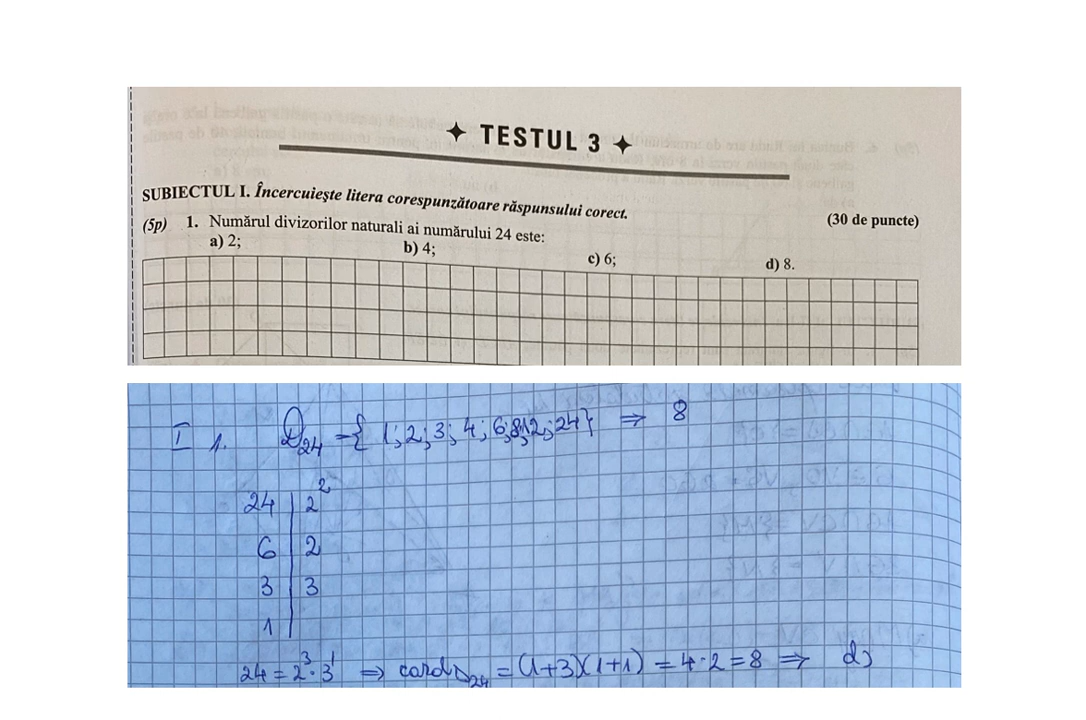 ✦ TESTUL 3 ✦
SUBIECTUL I. Încercuiește litera corespunzătoare răspunsului corect. (30 de puncte)
(5p) 1. Numărul divizorilor naturali ai numărului 24 este:
a) 2; b) 4; c) 6; d) 8.
I 1. D₂₄ = { 1; 2; 3; 4; 6; 8; 12; 24 } ⇒ 8
24 | 2²
6 | 2
3 | 3
1 |
24 = 2³ · 3¹ ⇒ card D₂₄ = (1+3)(1+1) = 4·2 = 8 ⇒ d)